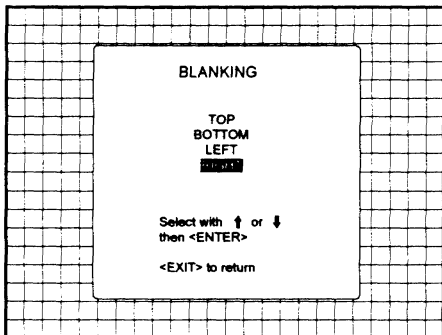 BLANKING
TOP
BOTTOM
LEFT
Select with ⬆ or ⬇
then <ENTER>
<EXIT> to return